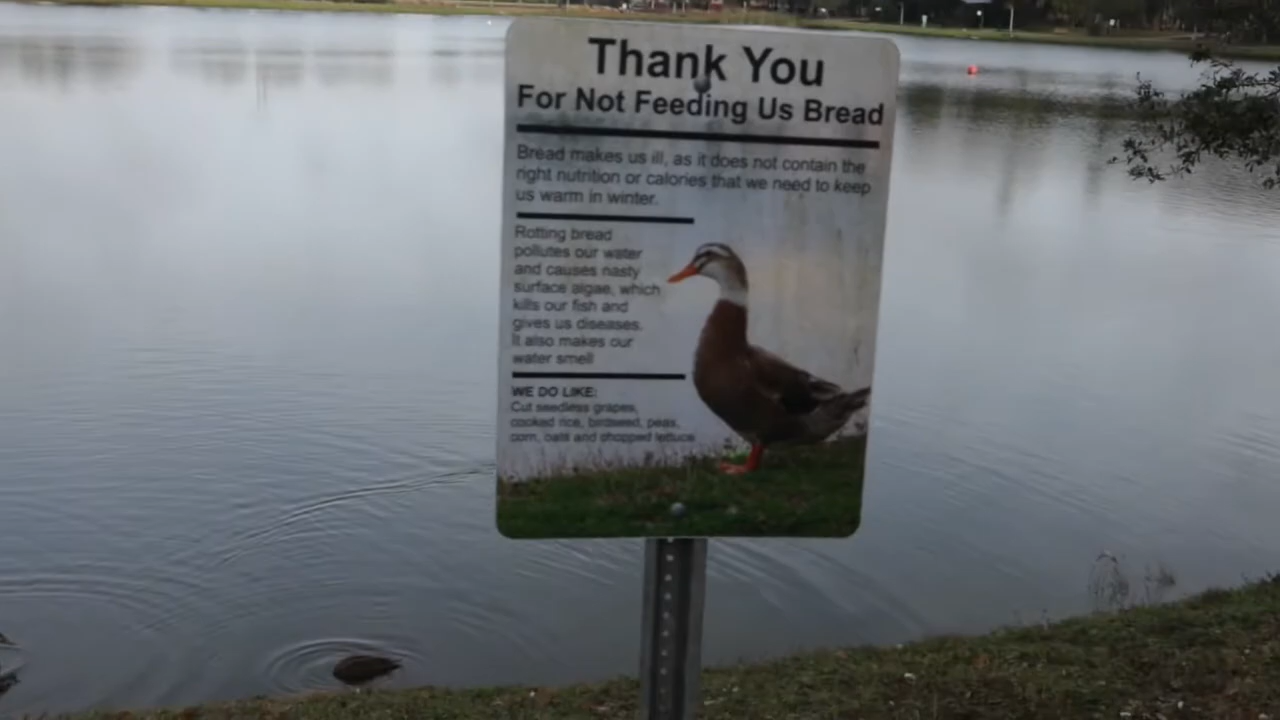 Thank You
For Not Feeding Us Bread
Bread makes us ill, as it does not contain the
right nutrition or calories that we need to keep
us warm in winter.
Rotting bread
pollutes our water
and causes nasty
surface algae, which
kills our fish and
gives us diseases.
It also makes our
water smell
WE DO LIKE:
Cut seedless grapes,
cooked rice, birdseed, peas,
corn, oats and chopped lettuce